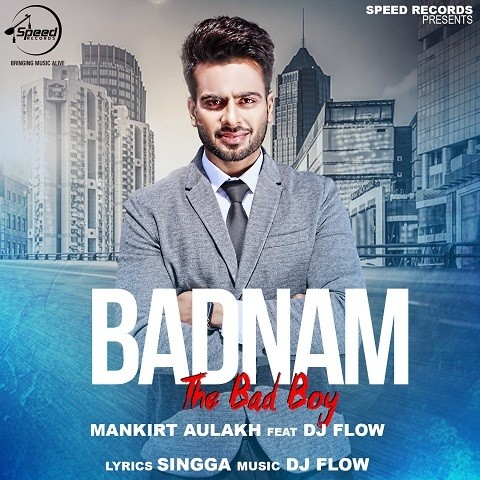 Speed
RECORDS
BRINGING MUSIC ALIVE
SPEED RECORDS
PRESENTS
BADNAM
The Bad Boy
MANKIRT AULAKH FEAT DJ FLOW
LYRICS SINGGA MUSIC DJ FLOW